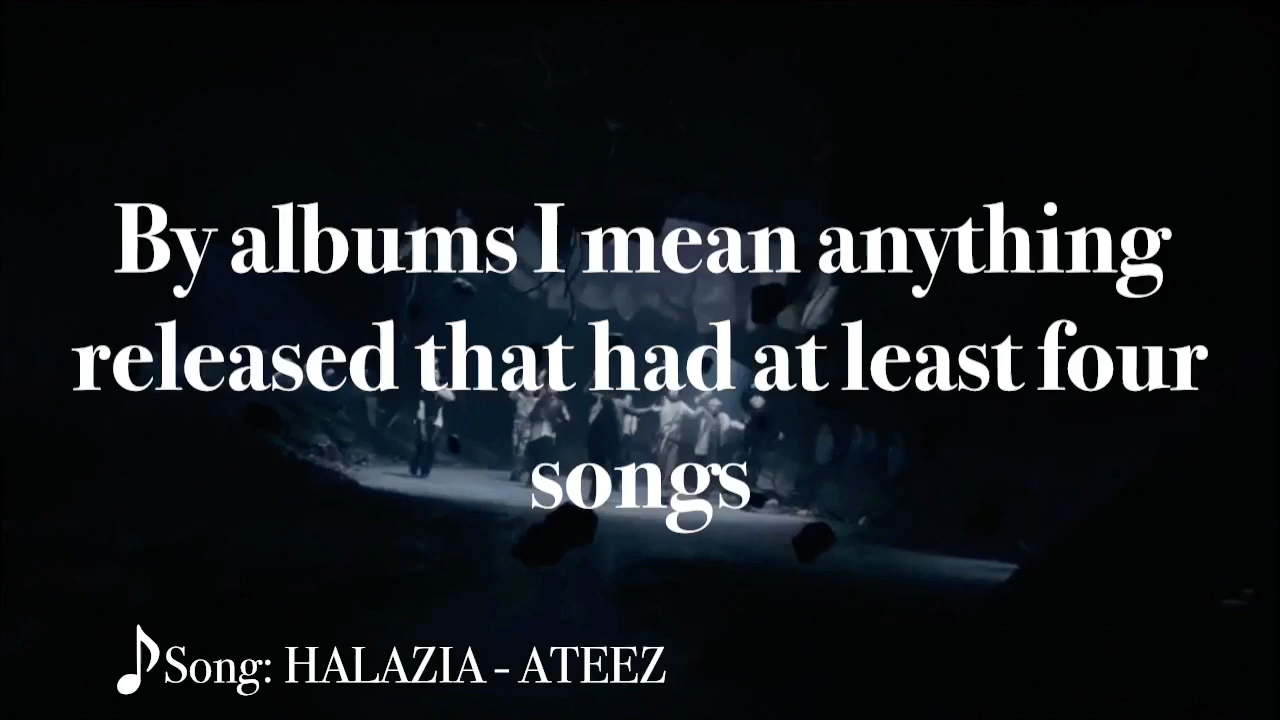 By albums I mean anything
released that had at least four
songs
Song: HALAZIA - ATEEZ